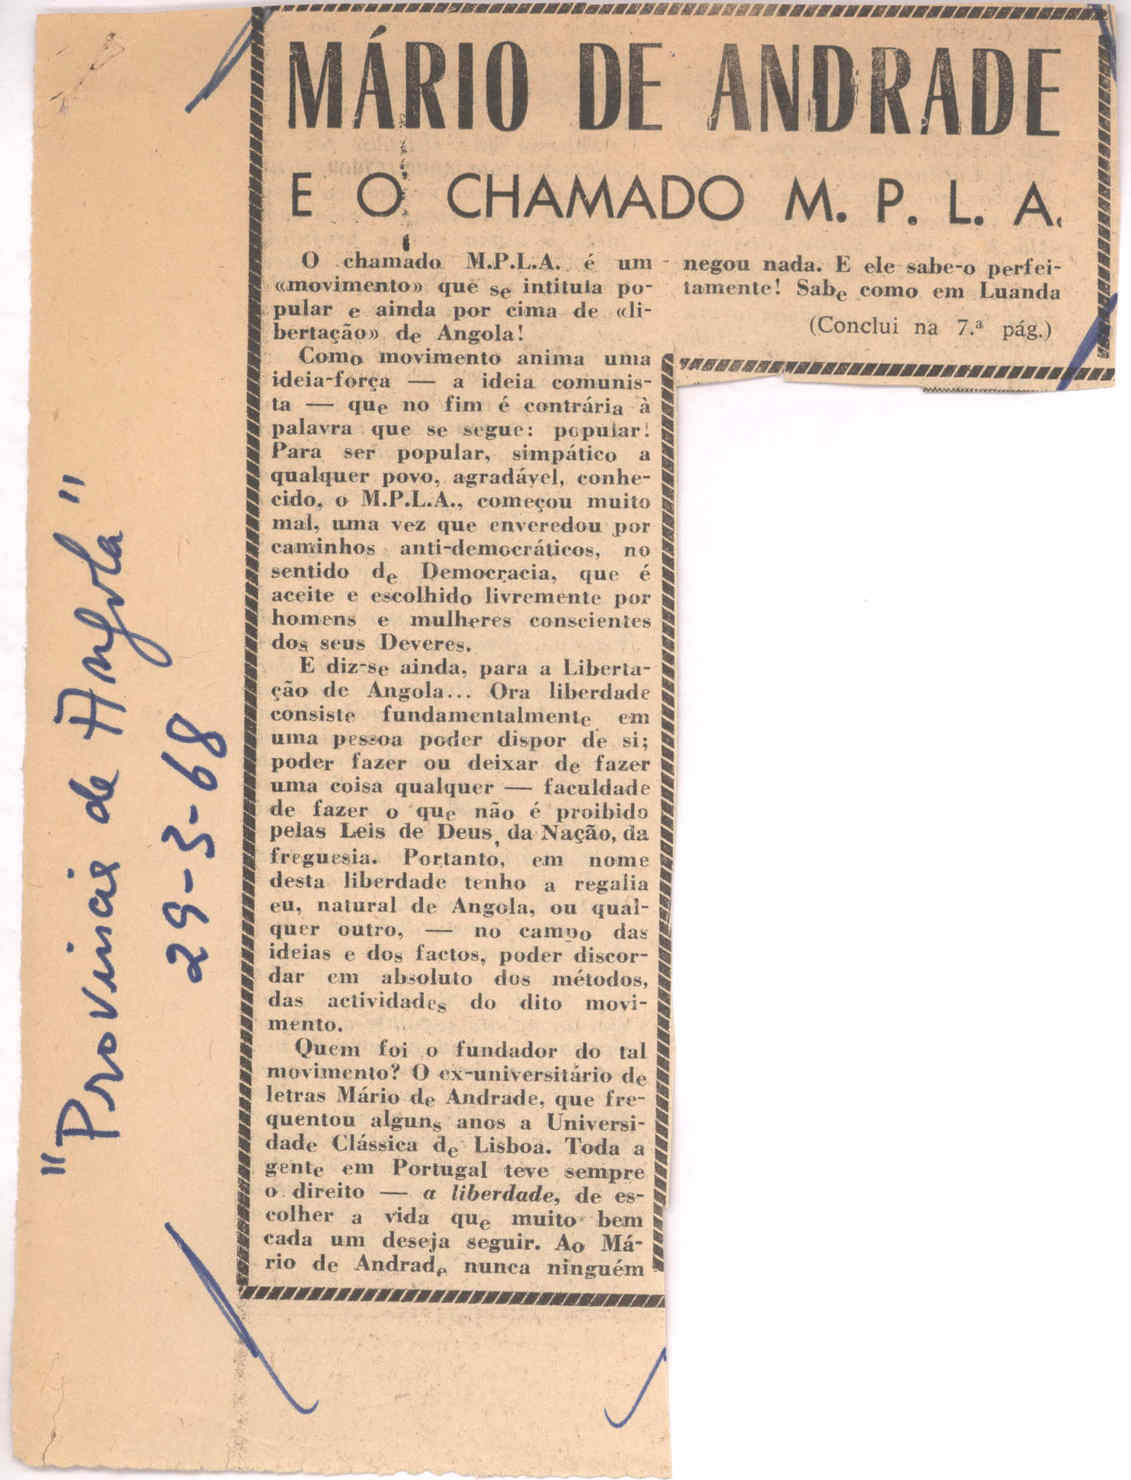 MÁRIO DE ANDRADE
E O CHAMADO M. P. L. A.
O chamado M.P.L.A. é um
«movimento» que se intitula po-
pular e ainda por cima de «li-
bertação» de Angola!
Como movimento anima uma
ideia-força — a ideia comunis-
ta — que no fim é contrária à
palavra que se segue: popular!
Para ser popular, simpático a
qualquer povo, agradável, conhe-
cido, o M.P.L.A., começou muito
mal, uma vez que enveredou por
caminhos anti-democráticos, no
sentido de Democracia, que é
aceite e escolhido livremente por
homens e mulheres conscientes
dos seus Deveres.
E diz-se ainda, para a Liberta-
ção de Angola... Ora liberdade
consiste fundamentalmente em
uma pessoa poder dispor de si;
poder fazer ou deixar de fazer
uma coisa qualquer — faculdade
de fazer o que não é proibido
pelas Leis de Deus, da Nação, da
freguesia. Portanto, em nome
desta liberdade tenho a regalia
eu, natural de Angola, ou qual-
quer outro, — no campo das
ideias e dos factos, poder discor-
dar em absoluto dos métodos,
das actividades do dito movi-
mento.
Quem foi o fundador do tal
movimento? O ex-universitário de
letras Mário de Andrade, que fre-
quentou alguns anos a Universi-
dade Clássica de Lisboa. Toda a
gente em Portugal teve sempre
o direito — a liberdade, de es-
colher a vida que muito bem
cada um deseja seguir. Ao Má-
rio de Andrade nunca ninguém
negou nada. E ele sabe-o perfei-
tamente! Sabe como em Luanda
(Conclui na 7.ª pág.)
"Provincia de Angola"
29-3-68